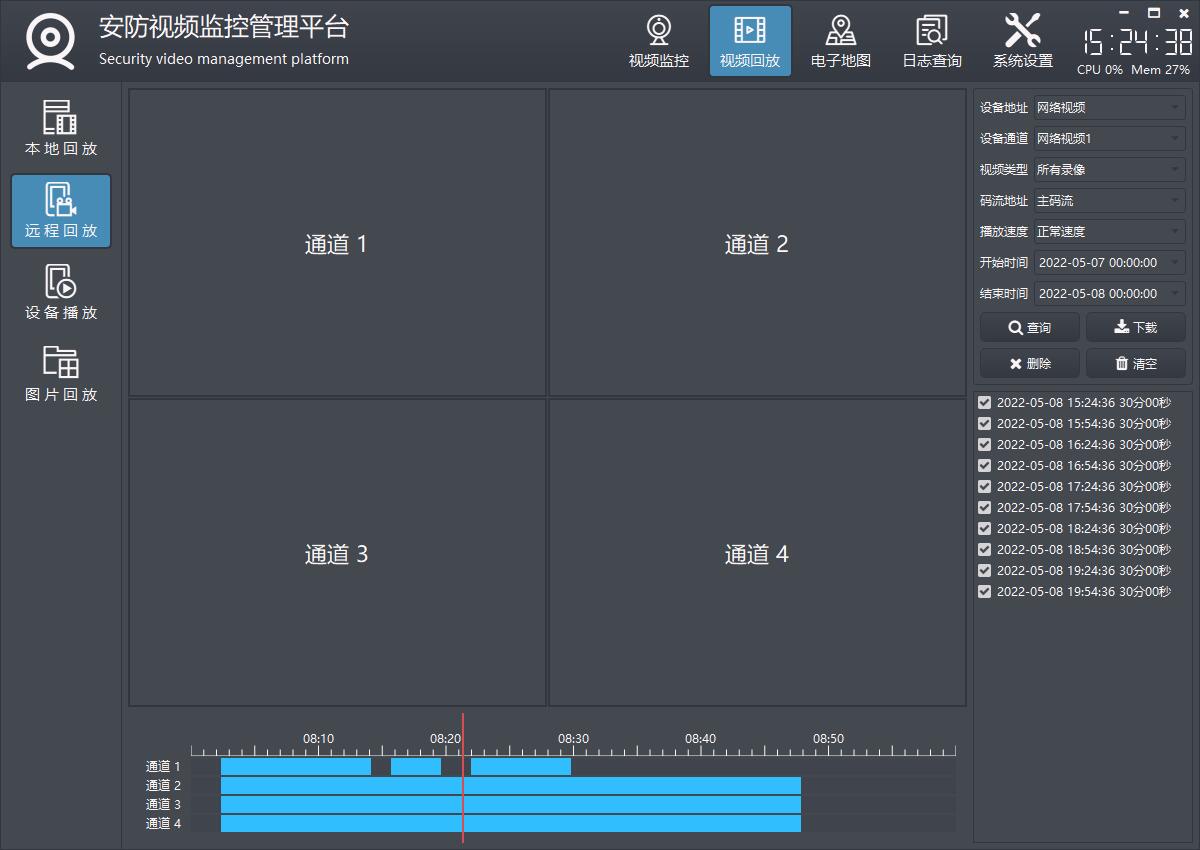 安防视频监控管理平台
Security video management platform
视频监控
视频回放
电子地图
日志查询
系统设置
15:24:38
CPU 0% Mem 27%
本地回放
远程回放
设备播放
图片回放
通道 1
通道 2
通道 3
通道 4
设备地址 网络视频
设备通道 网络视频1
视频类型 所有录像
码流地址 主码流
播放速度 正常速度
开始时间 2022-05-07 00:00:00
结束时间 2022-05-08 00:00:00
查询 下载
删除 清空
2022-05-08 15:24:36 30分00秒
2022-05-08 15:54:36 30分00秒
2022-05-08 16:24:36 30分00秒
2022-05-08 16:54:36 30分00秒
2022-05-08 17:24:36 30分00秒
2022-05-08 17:54:36 30分00秒
2022-05-08 18:24:36 30分00秒
2022-05-08 18:54:36 30分00秒
2022-05-08 19:24:36 30分00秒
2022-05-08 19:54:36 30分00秒
08:10 08:20 08:30 08:40 08:50
通道 1
通道 2
通道 3
通道 4